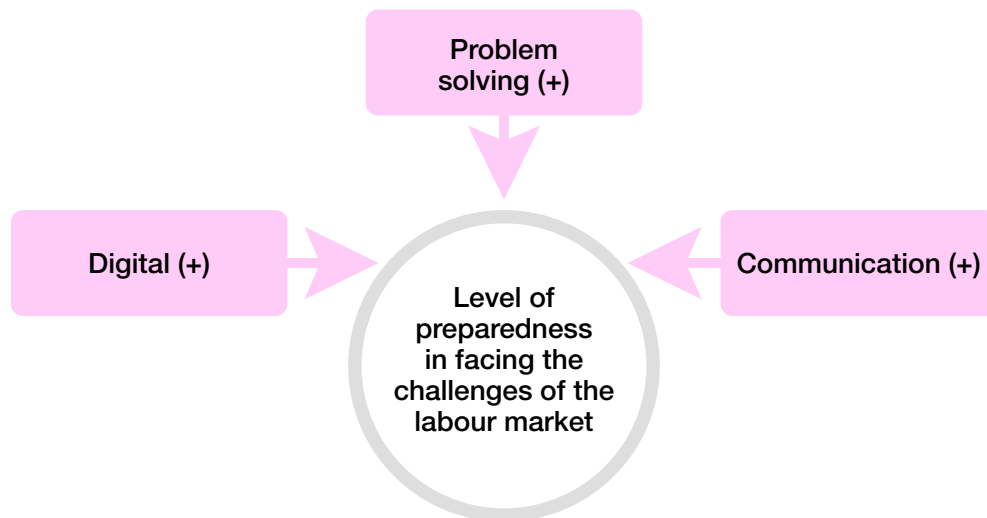 Problem
solving (+)
Digital (+)
Communication (+)
Level of
preparedness
in facing the
challenges of the
labour market